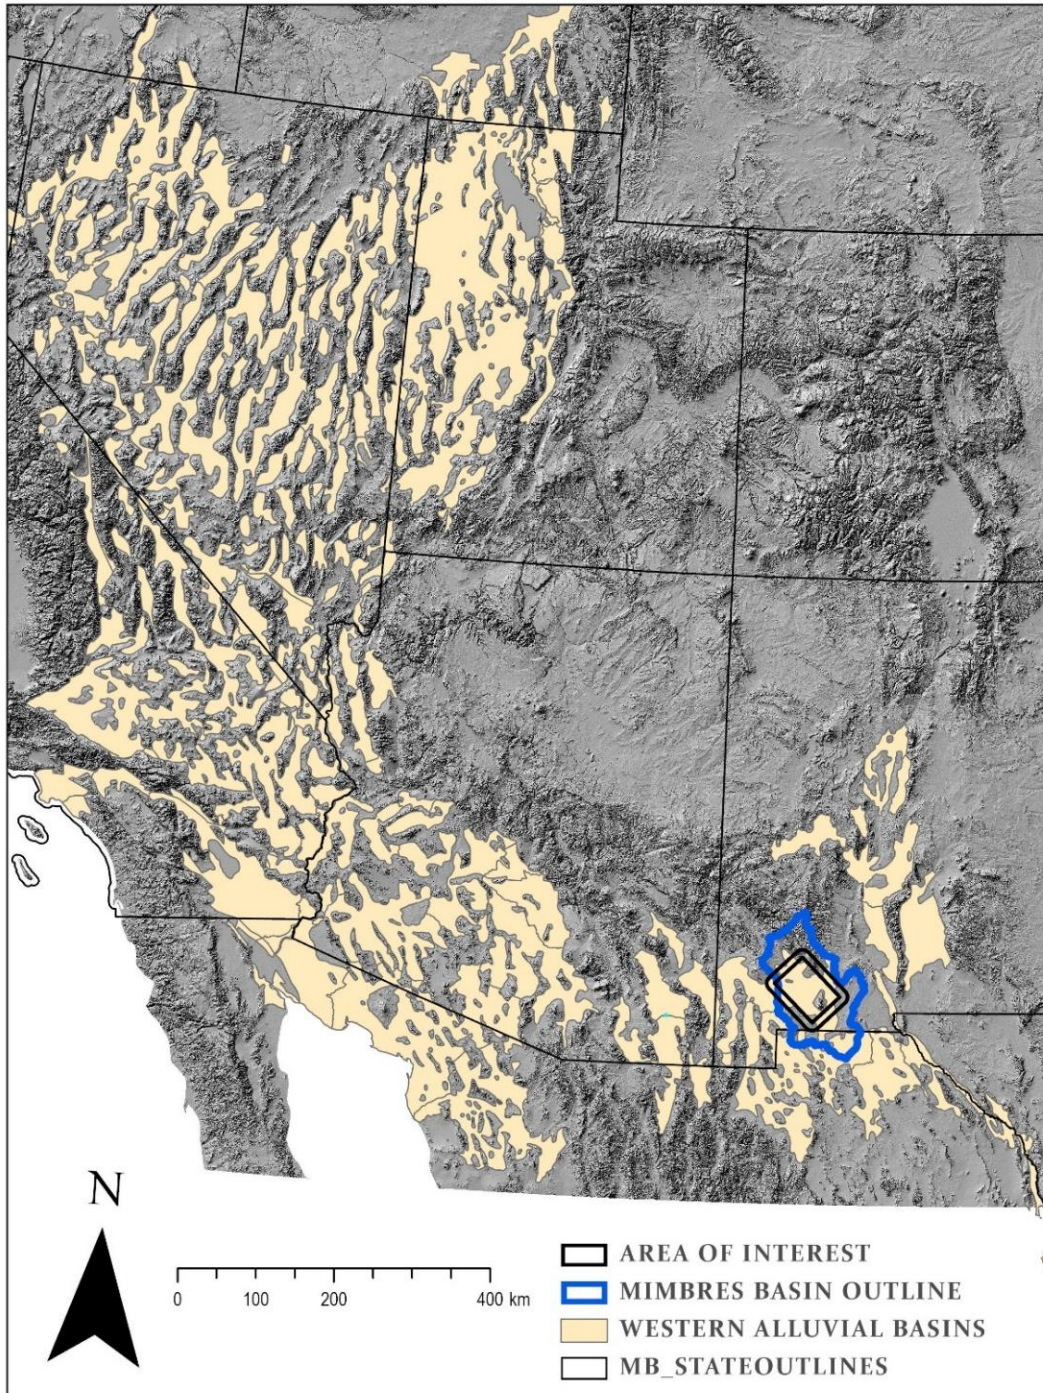 N
0 100 200 400 km
AREA OF INTEREST
MIMBRES BASIN OUTLINE
WESTERN ALLUVIAL BASINS
MB_STATEOUTLINES